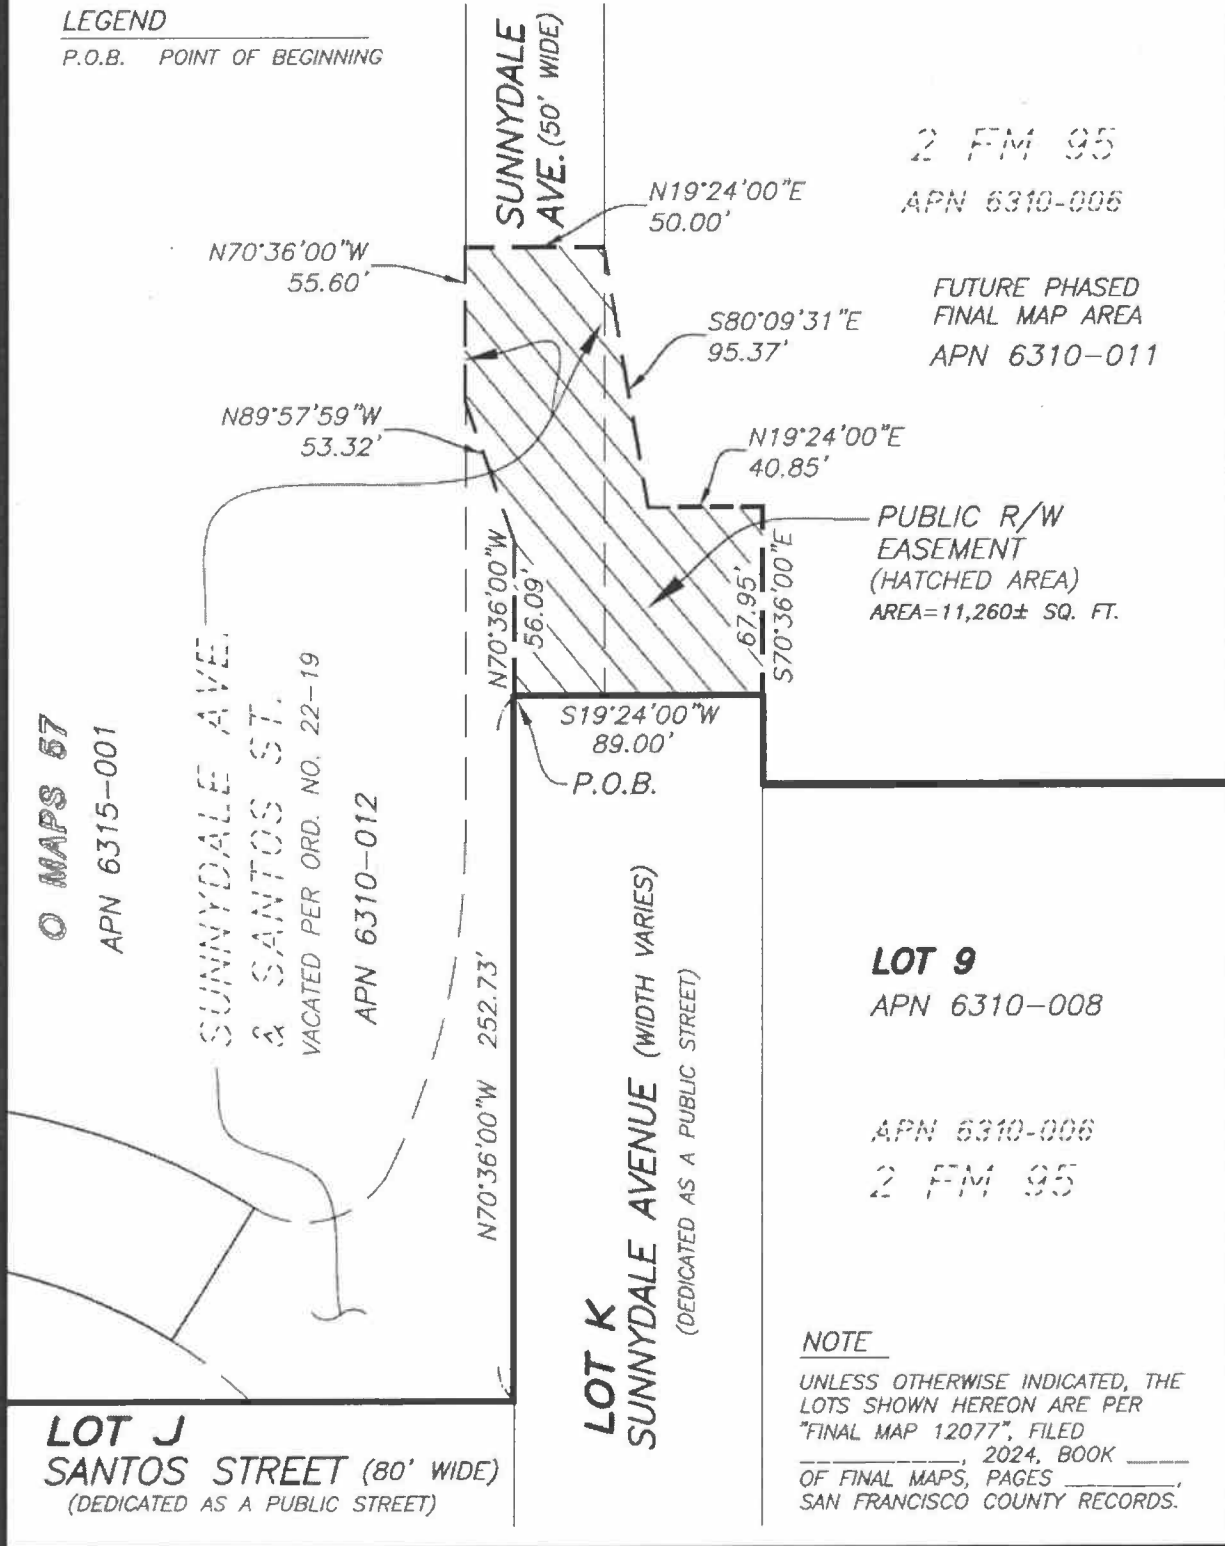 LEGEND
P.O.B. POINT OF BEGINNING
SUNNYDALE
AVE.(50' WIDE)
2 FM 95
APN 6310-006
N19°24'00"E
50.00'
N70°36'00"W
55.60'
FUTURE PHASED
FINAL MAP AREA
APN 6310-011
S80°09'31"E
95.37'
N89°57'59"W
53.32'
N19°24'00"E
40.85'
PUBLIC R/W
EASEMENT
(HATCHED AREA)
AREA=11,260± SQ. FT.
N70°36'00"W
56.09'
67.95'
S70°36'00"E
S19°24'00"W
89.00'
P.O.B.
O MAPS 57
APN 6315-001
SUNNYDALE AVE.
& SANTOS ST.
VACATED PER ORD. NO. 22-19
APN 6310-012
N70°36'00"W 252.73'
LOT K
SUNNYDALE AVENUE (WIDTH VARIES)
(DEDICATED AS A PUBLIC STREET)
LOT 9
APN 6310-008
APN 6310-006
2 FM 95
LOT J
SANTOS STREET (80' WIDE)
(DEDICATED AS A PUBLIC STREET)
NOTE
UNLESS OTHERWISE INDICATED, THE
LOTS SHOWN HEREON ARE PER
"FINAL MAP 12077", FILED
__________, 2024, BOOK _____
OF FINAL MAPS, PAGES ________,
SAN FRANCISCO COUNTY RECORDS.